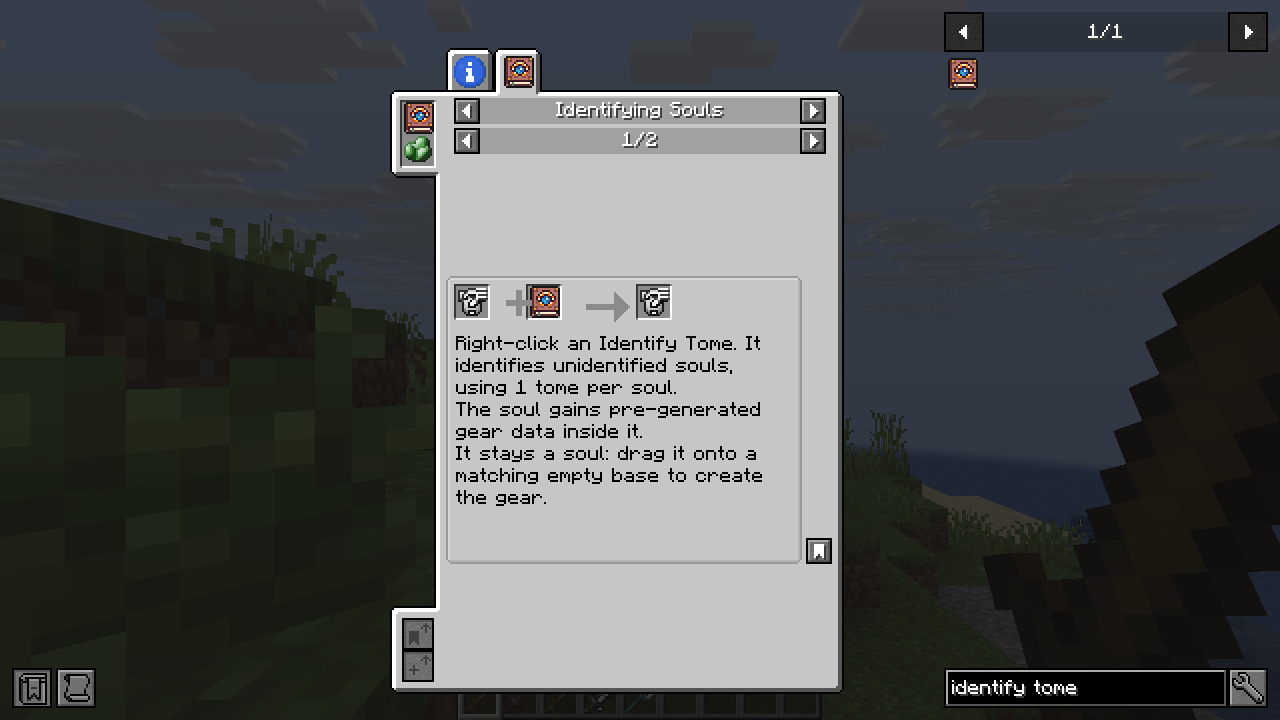 1/1
Identifying Souls
1/2
Right-click an Identify Tome. It
identifies unidentified souls,
using 1 tome per soul.
The soul gains pre-generated
gear data inside it.
It stays a soul: drag it onto a
matching empty base to create
the gear.
identify tome